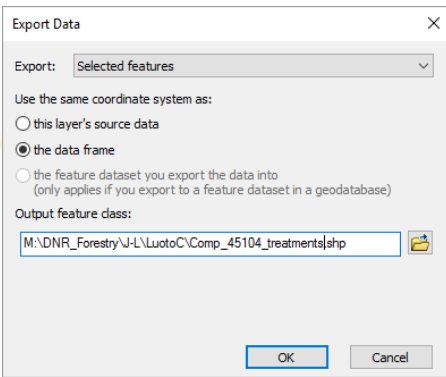 Export Data
Export: Selected features
Use the same coordinate system as:
this layer's source data
the data frame
the feature dataset you export the data into
(only applies if you export to a feature dataset in a geodatabase)
Output feature class:
M:\DNR_Forestry\J-L\LuotoC\Comp_45104_treatments.shp
OK Cancel